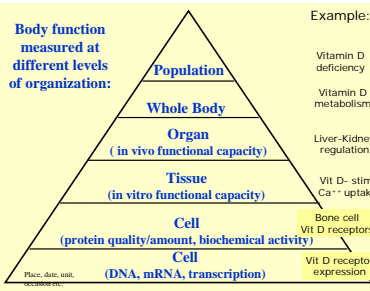 Body function
measured at
different levels
of organization:
Example:
Population
Vitamin D
deficiency
Whole Body
Vitamin D
metabolism
Organ
( in vivo functional capacity)
Liver-Kidney
regulation
Tissue
(in vitro functional capacity)
Vit D- stim
Ca⁺⁺ uptak
Cell
(protein quality/amount, biochemical activity)
Bone cell
Vit D receptors
Cell
(DNA, mRNA, transcription)
Vit D recepto
expression
Place, date, unit,
occasion etc.